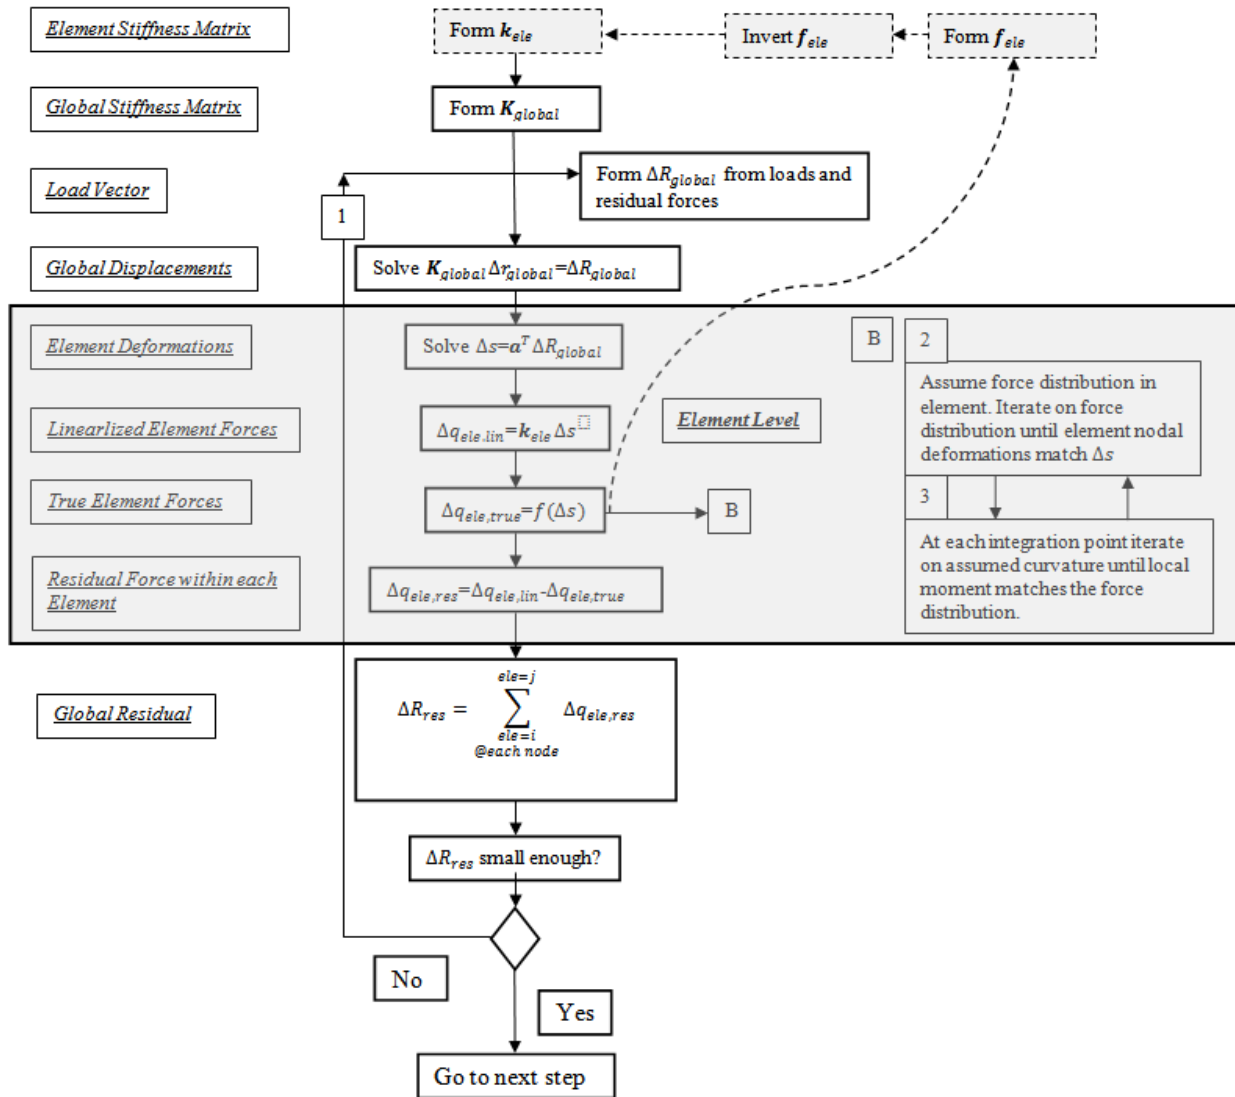 Element Stiffness Matrix
Form k_ele
Invert f_ele
Form f_ele
Global Stiffness Matrix
Form K_global
Load Vector
1
Form ΔR_global from loads and
residual forces
Global Displacements
Solve K_global Δr_global=ΔR_global
Element Deformations
Solve Δs=a^T ΔR_global
B
2
Assume force distribution in
element. Iterate on force
distribution until element nodal
deformations match Δs
Linearlized Element Forces
Δq_ele,lin=k_ele Δs
Element Level
True Element Forces
Δq_ele,true=f(Δs)
B
3
At each integration point iterate
on assumed curvature until local
moment matches the force
distribution.
Residual Force within each
Element
Δq_ele,res=Δq_ele,lin-Δq_ele,true
Global Residual
ele=j
ΔR_res = ∑ Δq_ele,res
ele=i
@each node
ΔR_res small enough?
No
Yes
Go to next step